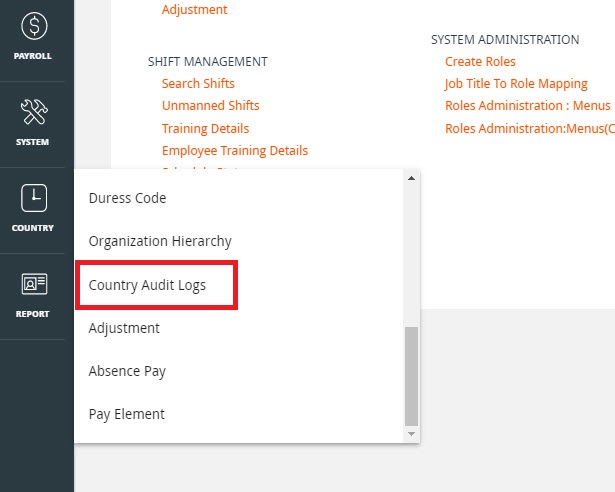 PAYROLL
SYSTEM
COUNTRY
REPORT
Adjustment
SHIFT MANAGEMENT
Search Shifts
Unmanned Shifts
Training Details
Employee Training Details
SYSTEM ADMINISTRATION
Create Roles
Job Title To Role Mapping
Roles Administration : Menus
Roles Administration:Menus(C
Duress Code
Organization Hierarchy
Country Audit Logs
Adjustment
Absence Pay
Pay Element